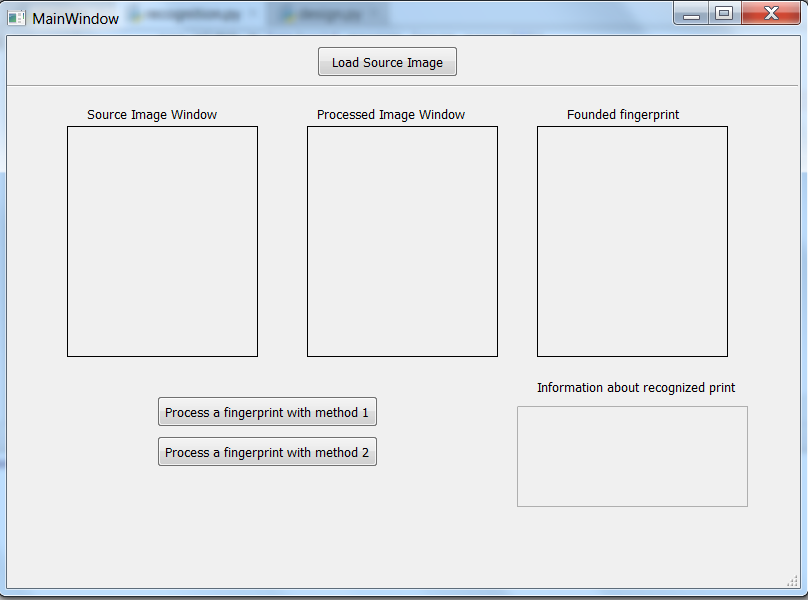 MainWindow
Load Source Image
Source Image Window
Processed Image Window
Founded fingerprint
Process a fingerprint with method 1
Process a fingerprint with method 2
Information about recognized print